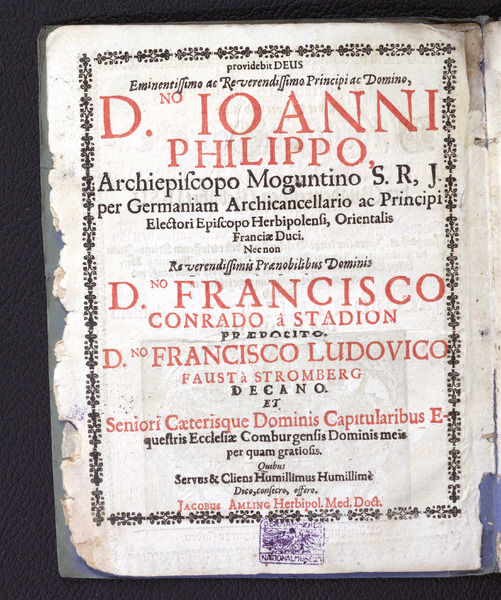 providebit DEUS
Eminentissimo ac Reverendissimo Principi ac Domino,
D.NO IOANNI
PHILIPPO,
Archiepiſcopo Moguntino S. R, J.
per Germaniam Archicancellario ac Principi
Electori Epiſcopo Herbipolenſi, Orientalis
Franciæ Duci.
Nec non
Reverendiſſimis Prænobilibus Dominis
D.NO FRANCISCO
CONRADO â STADION
PRÆPOSITO.
D.NO FRANCISCO LUDOVICO
FAUST à STROMBERG
DECANO.
ET
Seniori Cæterisque Dominis Capitularibus E-
queſtris Eccleſiæ Comburgenſis Dominis meis
per quam gratioſis.
Quibus
Servus & Cliens Humillimus Humillimè
Dico, conſecro, offero.
JACOBUS AMLING Herbipol. Med. Doct.
NATIONALMUSEUM